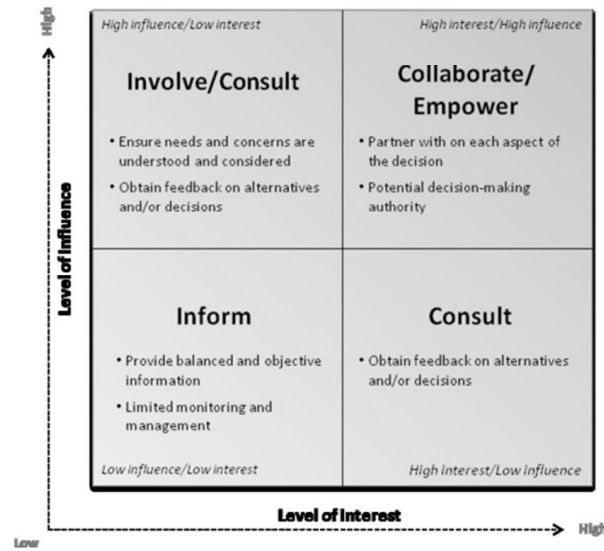 High
High influence/Low interest
Involve/Consult
• Ensure needs and concerns are
understood and considered
• Obtain feedback on alternatives
and/or decisions
High interest/High influence
Collaborate/
Empower
• Partner with on each aspect of
the decision
• Potential decision-making
authority
Level of Influence
Inform
• Provide balanced and objective
information
• Limited monitoring and
management
Low influence/Low interest
Consult
• Obtain feedback on alternatives
and/or decisions
High interest/Low influence
Level of Interest
Low
High